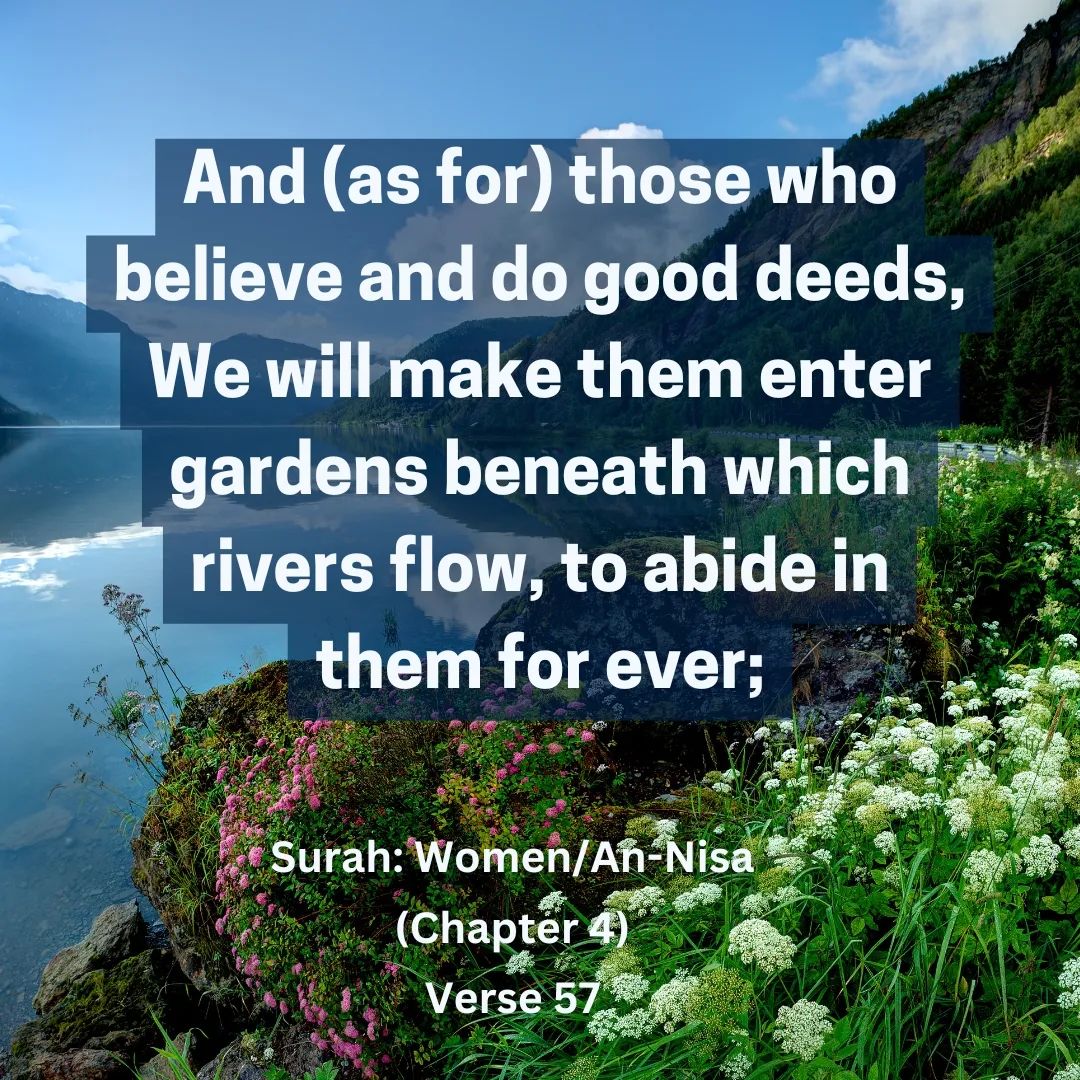 And (as for) those who
believe and do good deeds,
We will make them enter
gardens beneath which
rivers flow, to abide in
them for ever;
Surah: Women/An-Nisa
(Chapter 4)
Verse 57